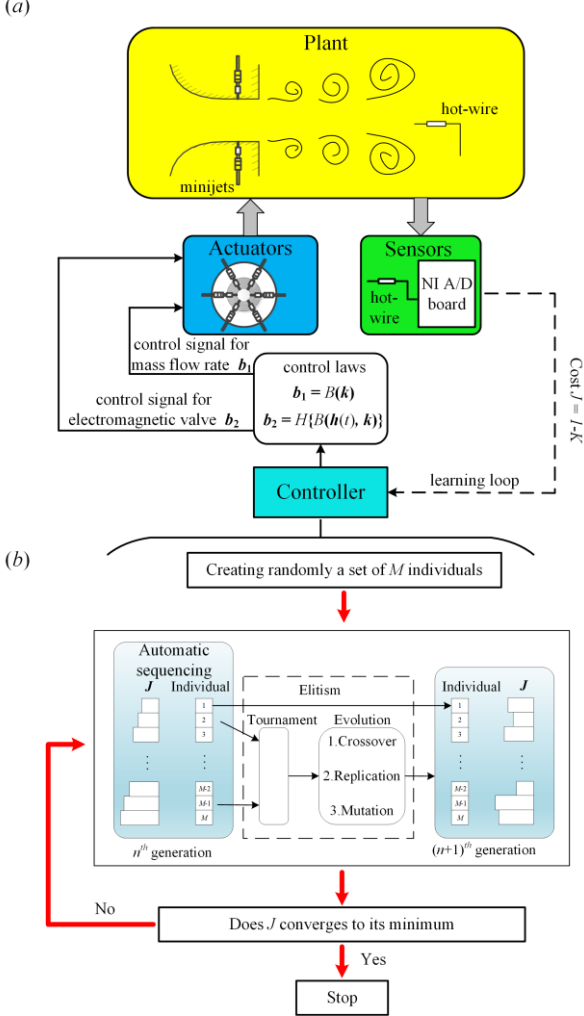 (a)
Plant
hot-wire
minijets
Actuators
Sensors
hot-
wire
NI A/D
board
control signal for
mass flow rate b₁
control signal for
electromagnetic valve b₂
control laws
b₁ = B(k)
b₂ = H{B(h(t), k)}
Cost J = 1-K
learning loop
Controller
(b)
Creating randomly a set of M individuals
Automatic
sequencing
J Individual
Elitism
Individual J
1
2
3
⋮ ⋮
M-2
M-1
M
Tournament
Evolution
1.Crossover
2.Replication
3.Mutation
1
2
3
⋮ ⋮
M-2
M-1
M
nᵗʰ generation
(n+1)ᵗʰ generation
No
Does J converges to its minimum
Yes
Stop